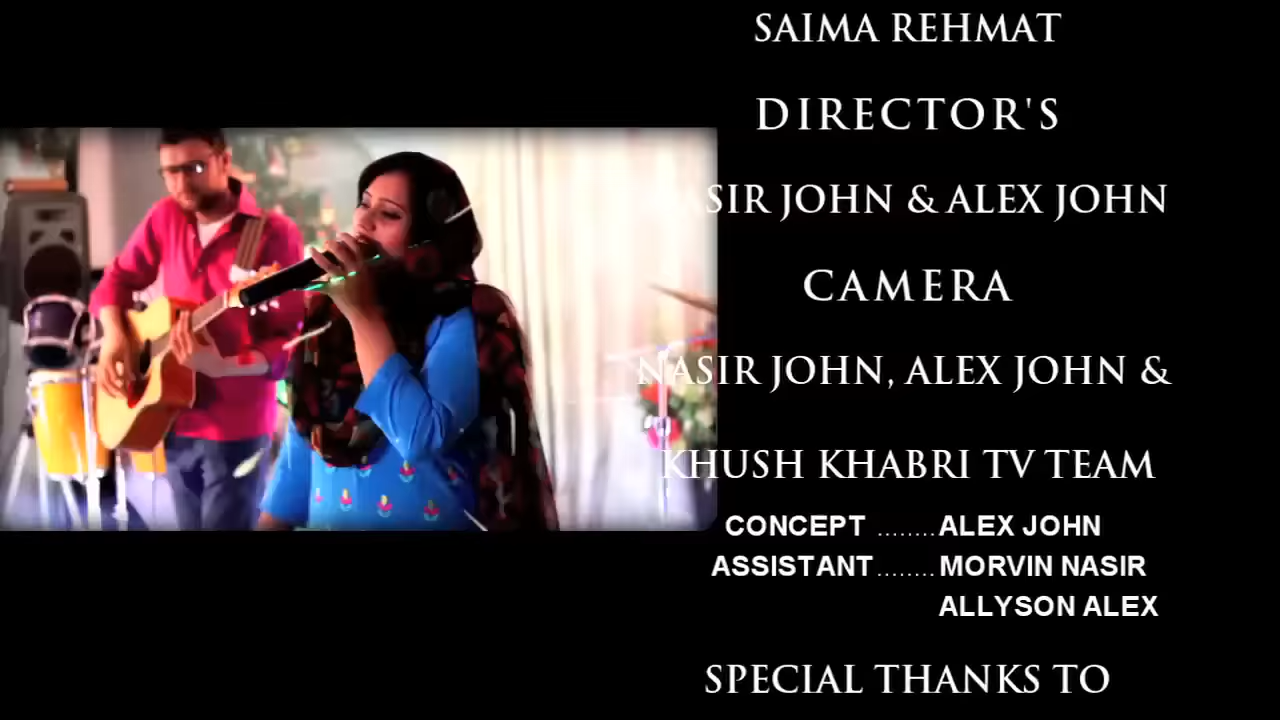 SAIMA REHMAT
DIRECTOR'S
NASIR JOHN & ALEX JOHN
CAMERA
NASIR JOHN, ALEX JOHN &
KHUSH KHABRI TV TEAM
CONCEPT ........ALEX JOHN
ASSISTANT........MORVIN NASIR
ALLYSON ALEX
SPECIAL THANKS TO